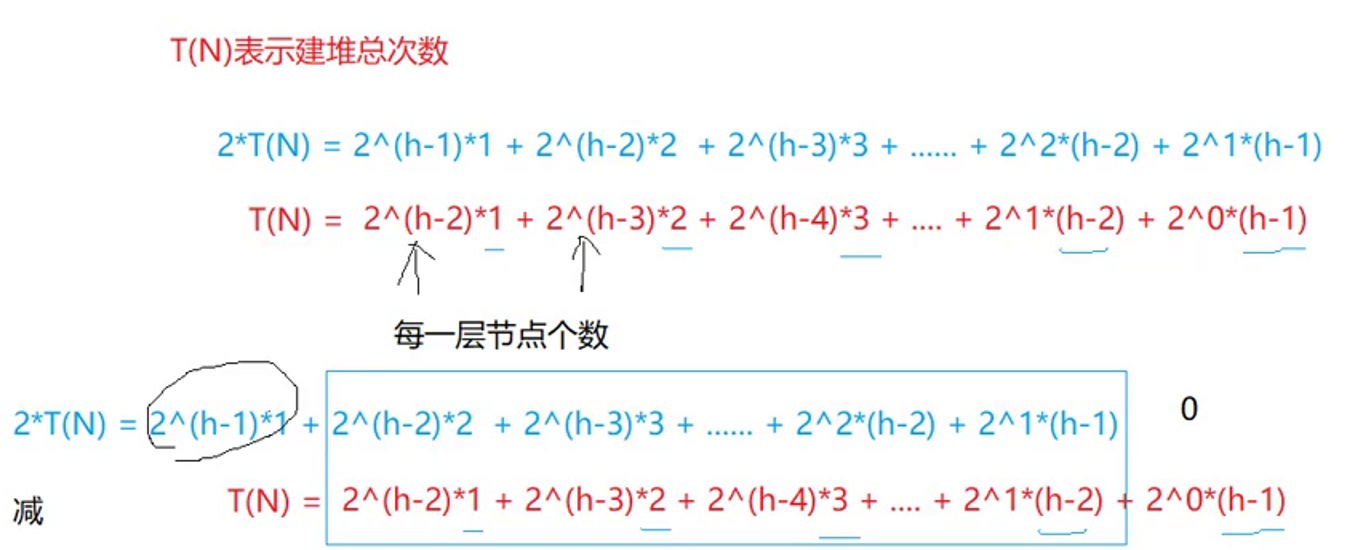 T(N)表示建堆总次数
2*T(N) = 2^(h-1)*1 + 2^(h-2)*2 + 2^(h-3)*3 + ...... + 2^2*(h-2) + 2^1*(h-1)
T(N) = 2^(h-2)*1 + 2^(h-3)*2 + 2^(h-4)*3 + .... + 2^1*(h-2) + 2^0*(h-1)
每一层节点个数
2*T(N) = 2^(h-1)*1 + 2^(h-2)*2 + 2^(h-3)*3 + ...... + 2^2*(h-2) + 2^1*(h-1) 0
减 T(N) = 2^(h-2)*1 + 2^(h-3)*2 + 2^(h-4)*3 + .... + 2^1*(h-2) + 2^0*(h-1)